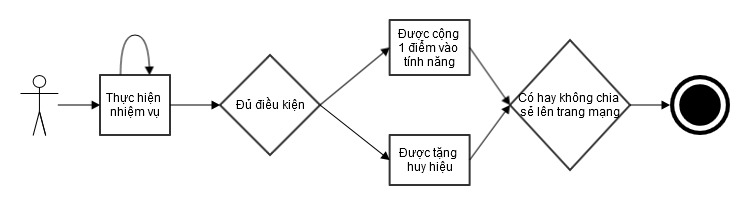 Thực hiện
nhiệm vụ
Đủ điều kiện
Được cộng
1 điểm vào
tính năng
Được tặng
huy hiệu
Có hay không chia
sẻ lên trang mạng